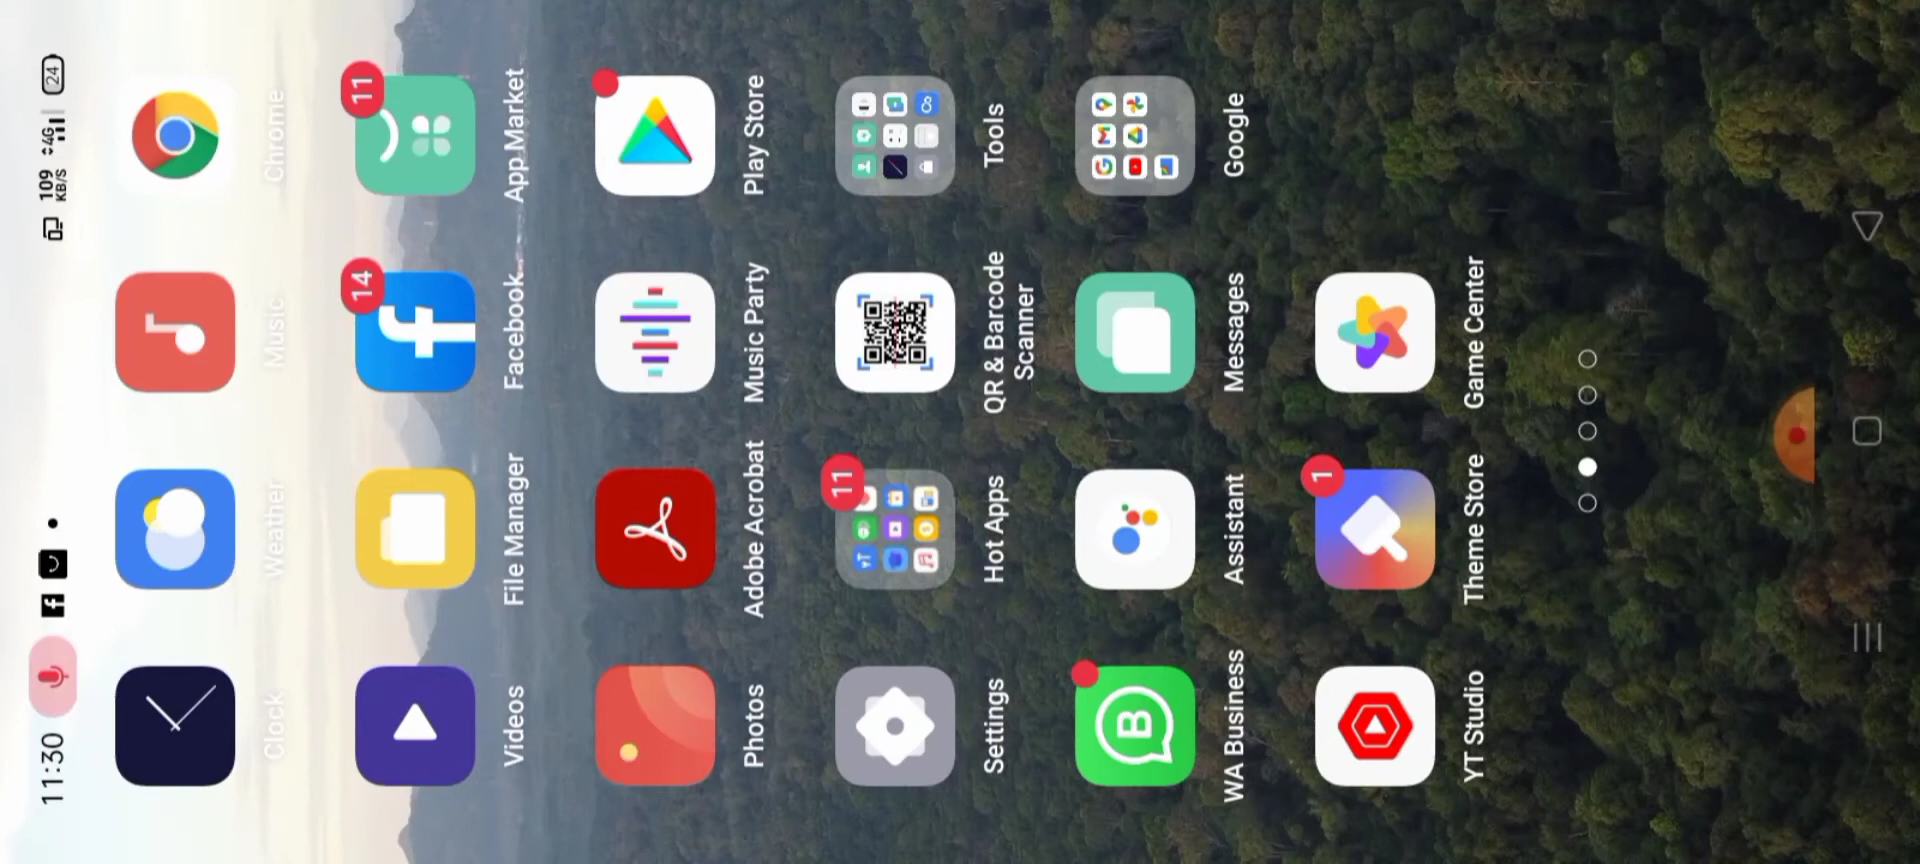 11:30
109 KB/S 4G 24
Clock
Weather
Music
Chrome
Videos
File Manager
14
Facebook
11
App Market
Photos
Adobe Acrobat
Music Party
Play Store
Settings
11
Hot Apps
QR & Barcode
Scanner
Tools
B
WA Business
Assistant
Messages
Google
YT Studio
1
Theme Store
Game Center